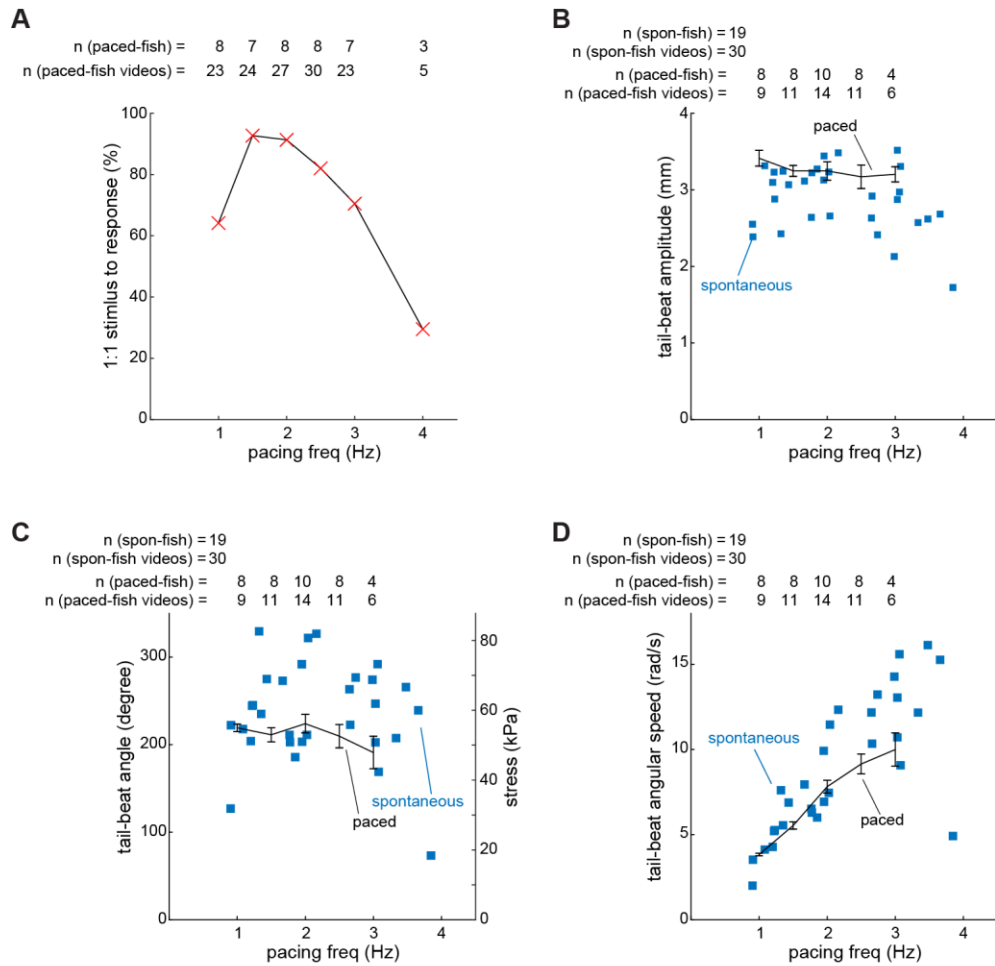 A
n (paced-fish) = 8 7 8 8 7 3
n (paced-fish videos) = 23 24 27 30 23 5
100
80
60
40
20
0
1:1 stimlus to response (%)
1 2 3 4
pacing freq (Hz)
B
n (spon-fish) = 19
n (spon-fish videos) = 30
n (paced-fish) = 8 8 10 8 4
n (paced-fish videos) = 9 11 14 11 6
4
3
2
1
0
tail-beat amplitude (mm)
paced
spontaneous
1 2 3 4
pacing freq (Hz)
C
n (spon-fish) = 19
n (spon-fish videos) = 30
n (paced-fish) = 8 8 10 8 4
n (paced-fish videos) = 9 11 14 11 6
300
200
100
0
tail-beat angle (degree)
80
60
40
20
0
stress (kPa)
spontaneous
paced
1 2 3 4
pacing freq (Hz)
D
n (spon-fish) = 19
n (spon-fish videos) = 30
n (paced-fish) = 8 8 10 8 4
n (paced-fish videos) = 9 11 14 11 6
15
10
5
0
tail-beat angular speed (rad/s)
spontaneous
paced
1 2 3 4
pacing freq (Hz)